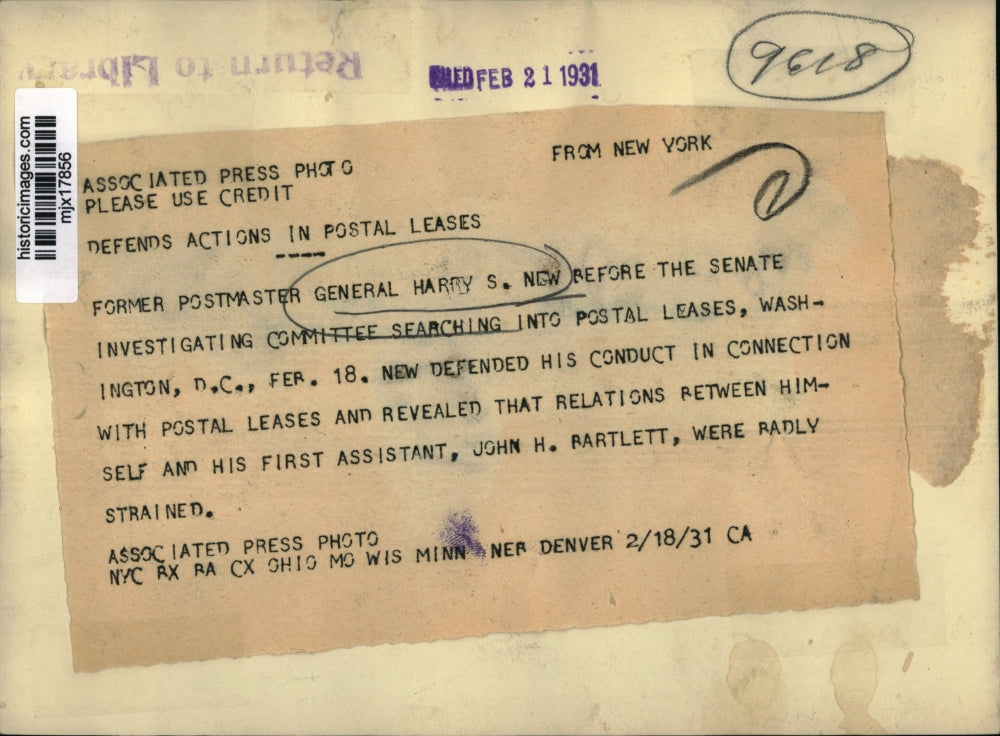 Return to Library
FILED FEB 21 1931
9618
historicimages.com
mjx17856
FROM NEW YORK
ASSOCIATED PRESS PHOTO
PLEASE USE CREDIT
DEFENDS ACTIONS IN POSTAL LEASES
FORMER POSTMASTER GENERAL HARRY S. NEW BEFORE THE SENATE
INVESTIGATING COMMITTEE SEARCHING INTO POSTAL LEASES, WASH-
INGTON, D.C., FEB. 18. NEW DEFENDED HIS CONDUCT IN CONNECTION
WITH POSTAL LEASES AND REVEALED THAT RELATIONS BETWEEN HIM-
SELF AND HIS FIRST ASSISTANT, JOHN H. BARTLETT, WERE BADLY
STRAINED.
ASSOCIATED PRESS PHOTO
NYC BX BA CX OHIO MO WIS MINN NEB DENVER 2/18/31 CA